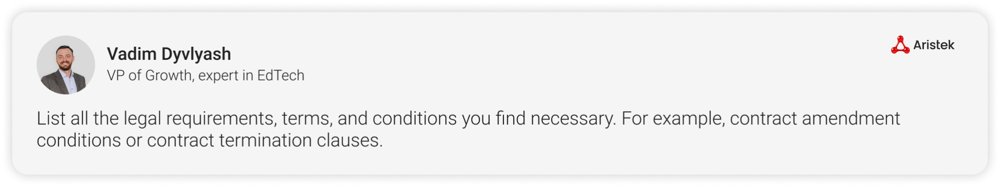 Vadim Dyvlyash
VP of Growth, expert in EdTech
Aristek
List all the legal requirements, terms, and conditions you find necessary. For example, contract amendment
conditions or contract termination clauses.